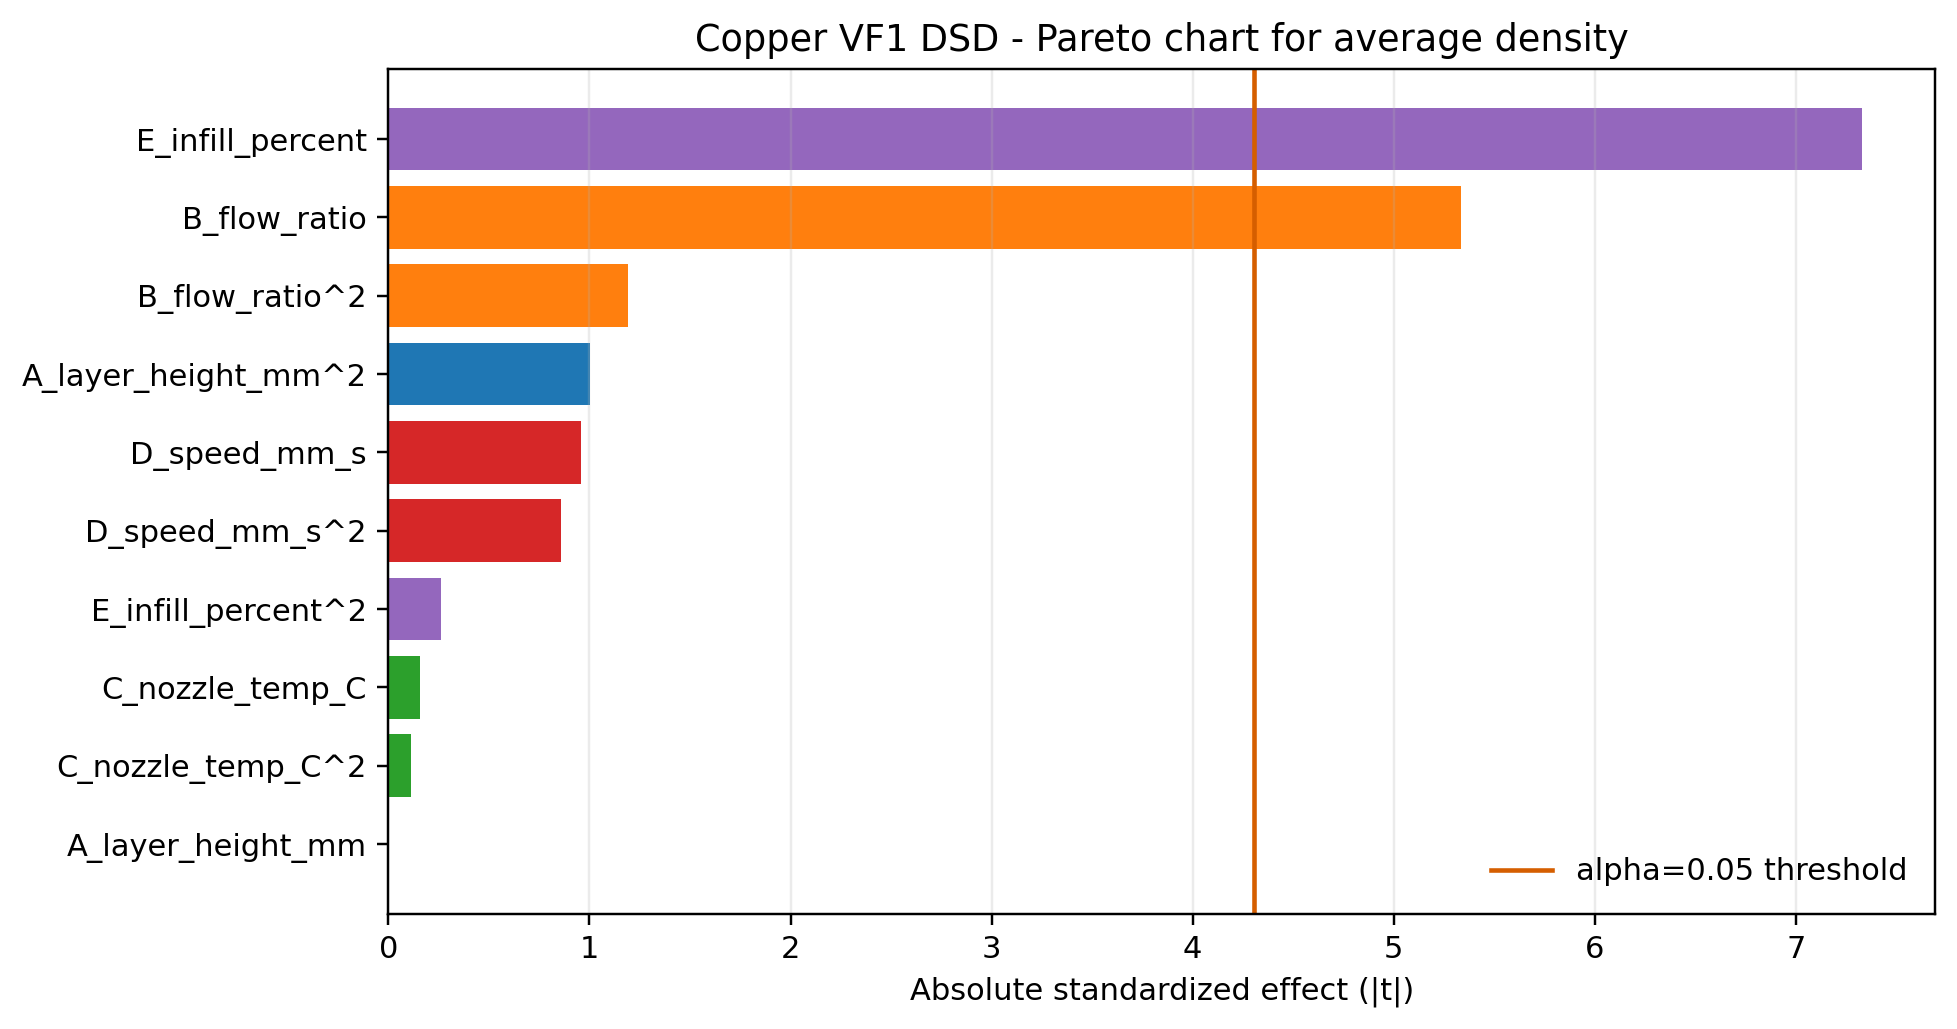 Copper VF1 DSD - Pareto chart for average density
E_infill_percent
B_flow_ratio
B_flow_ratio^2
A_layer_height_mm^2
D_speed_mm_s
D_speed_mm_s^2
E_infill_percent^2
C_nozzle_temp_C
C_nozzle_temp_C^2
A_layer_height_mm
alpha=0.05 threshold
0 1 2 3 4 5 6 7
Absolute standardized effect (|t|)